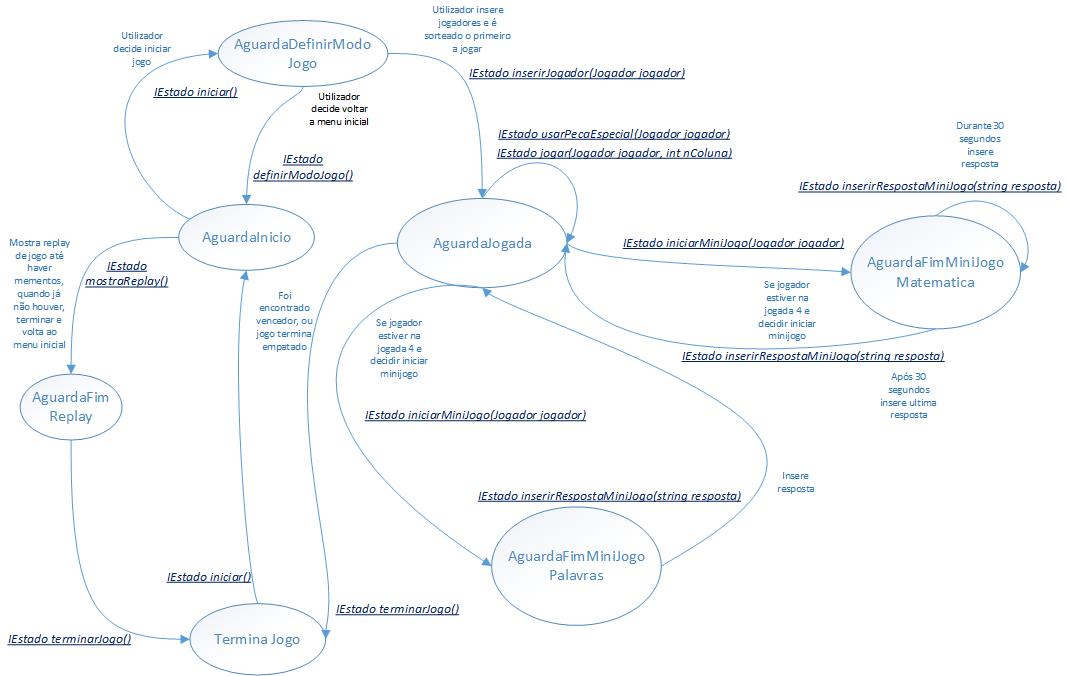 Utilizador insere
jogadores e é
sorteado o primeiro
a jogar
Utilizador
decide iniciar
jogo
AguardaDefinirModo
Jogo
IEstado inserirJogador(Jogador jogador)
IEstado iniciar()
Utilizador
decide voltar
a menu inicial
IEstado usarPecaEspecial(Jogador jogador)
IEstado jogar(Jogador jogador, int nColuna)
Durante 30
segundos
insere
resposta
IEstado
definirModoJogo()
IEstado inserirRespostaMiniJogo(string resposta)
AguardaInicio
AguardaJogada
IEstado iniciarMiniJogo(Jogador jogador)
AguardaFimMiniJogo
Matematica
Mostra replay
de jogo até
haver
mementos,
quando já
não houver,
terminar e
volta ao
menu inicial
IEstado
mostraReplay()
Foi
encontrado
vencedor, ou
jogo termina
empatado
Se jogador
estiver na
jogada 4 e
decidir iniciar
minijogo
Se jogador
estiver na
jogada 4 e
decidir iniciar
minijogo
IEstado inserirRespostaMiniJogo(string resposta)
Após 30
segundos
insere ultima
resposta
AguardaFim
Replay
IEstado iniciarMiniJogo(Jogador jogador)
Insere
resposta
IEstado inserirRespostaMiniJogo(string resposta)
AguardaFimMiniJogo
Palavras
IEstado iniciar()
IEstado terminarJogo()
IEstado terminarJogo()
Termina Jogo